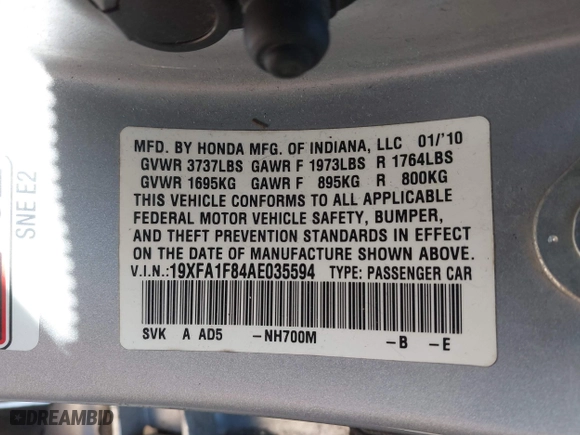 MFD. BY HONDA MFG. OF INDIANA, LLC 01/'10
GVWR 3737LBS GAWR F 1973LBS R 1764LBS
GVWR 1695KG GAWR F 895KG R 800KG
THIS VEHICLE CONFORMS TO ALL APPLICABLE
FEDERAL MOTOR VEHICLE SAFETY, BUMPER,
AND THEFT PREVENTION STANDARDS IN EFFECT
ON THE DATE OF MANUFACTURE SHOWN ABOVE.
V.I.N.:19XFA1F84AE035594 TYPE: PASSENGER CAR
SVK A AD5 -NH700M -B -E
SNE E2
DREAMBID